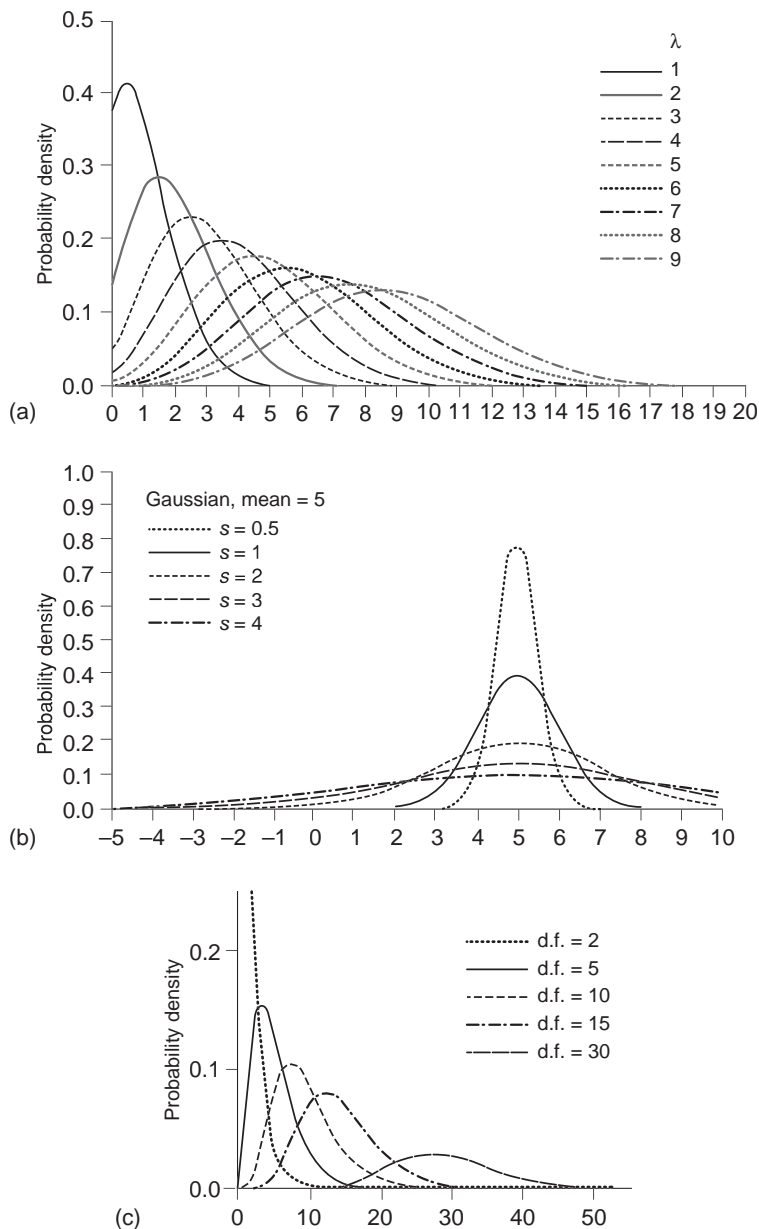 0.5
λ
1
2
3
4
5
6
7
8
9
0.4
0.3
0.2
0.1
0.0
Probability density
0 1 2 3 4 5 6 7 8 9 10 11 12 13 14 15 16 17 18 19 20
(a)
1.0
0.9
0.8
0.7
0.6
0.5
0.4
0.3
0.2
0.1
0.0
Probability density
Gaussian, mean = 5
s = 0.5
s = 1
s = 2
s = 3
s = 4
–5 –4 –3 –2 –1 0 1 2 3 4 5 6 7 8 9 10
(b)
0.2
0.1
0.0
Probability density
d.f. = 2
d.f. = 5
d.f. = 10
d.f. = 15
d.f. = 30
0 10 20 30 40 50
(c)